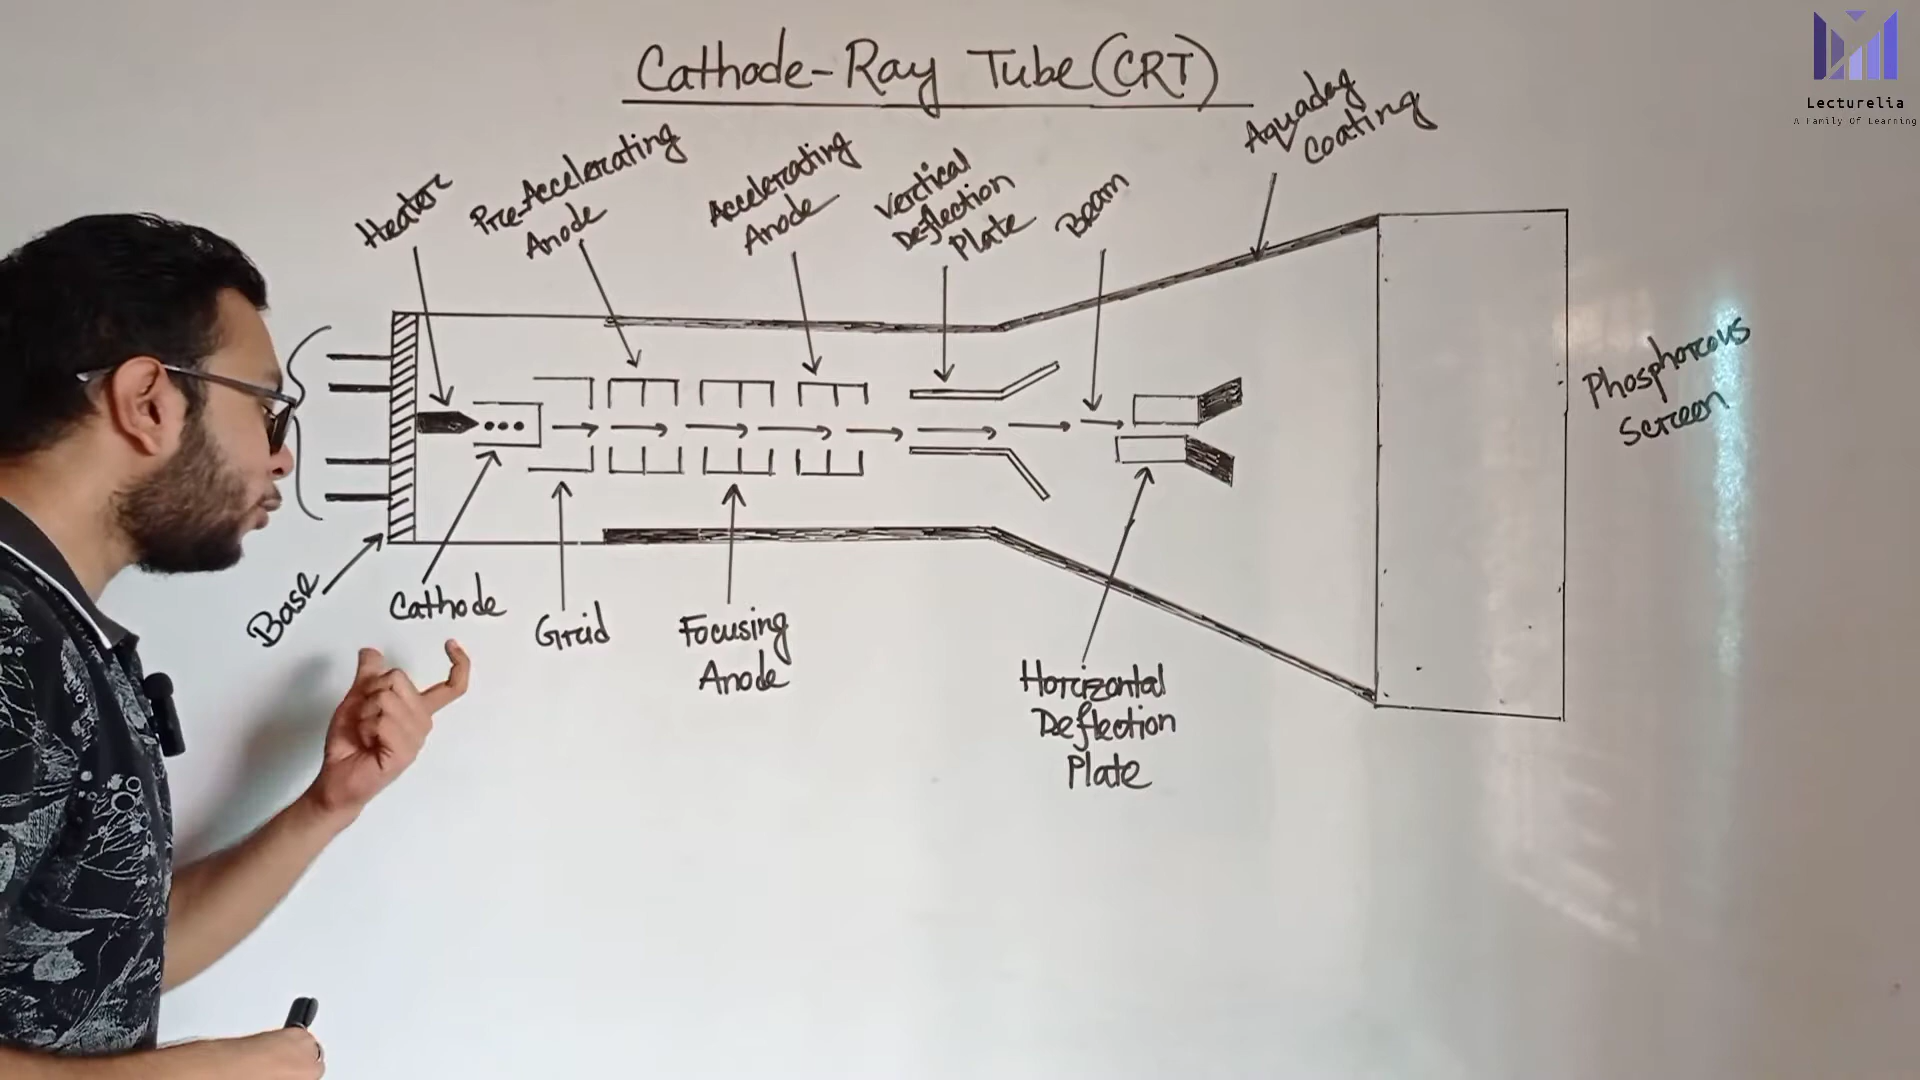 Cathode-Ray Tube (CRT)
Lecturelia
A Family Of Learning
Heater
Pre-Accelerating
Anode
Accelerating
Anode
Vertical
Deflection
Plate
Beam
Aquadag
Coating
Phosphorous
Screen
Base
Cathode
Grid
Focusing
Anode
Horizontal
Deflection
Plate